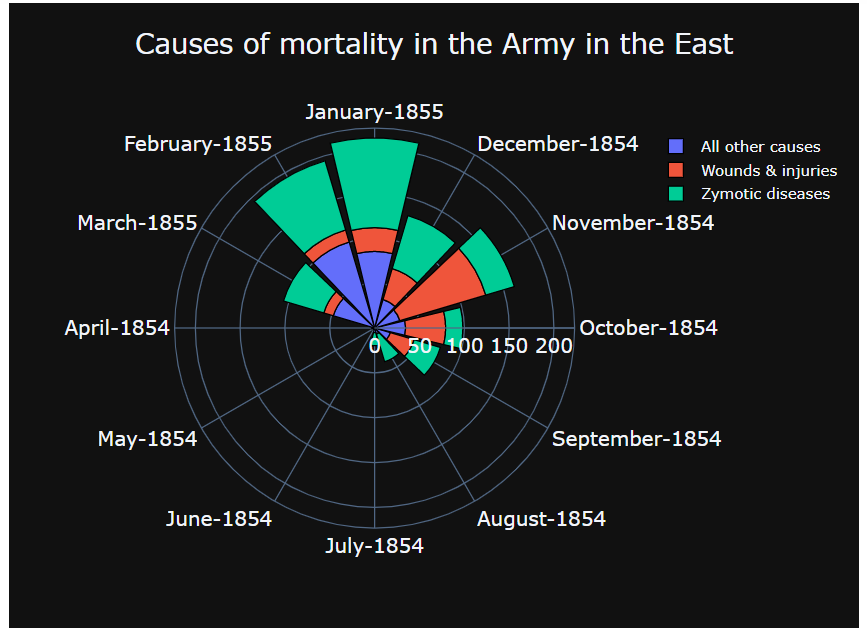 Causes of mortality in the Army in the East
January-1855
February-1855
December-1854
All other causes
Wounds & injuries
Zymotic diseases
March-1855
November-1854
April-1854
October-1854
0 50 100 150 200
May-1854
September-1854
June-1854
August-1854
July-1854